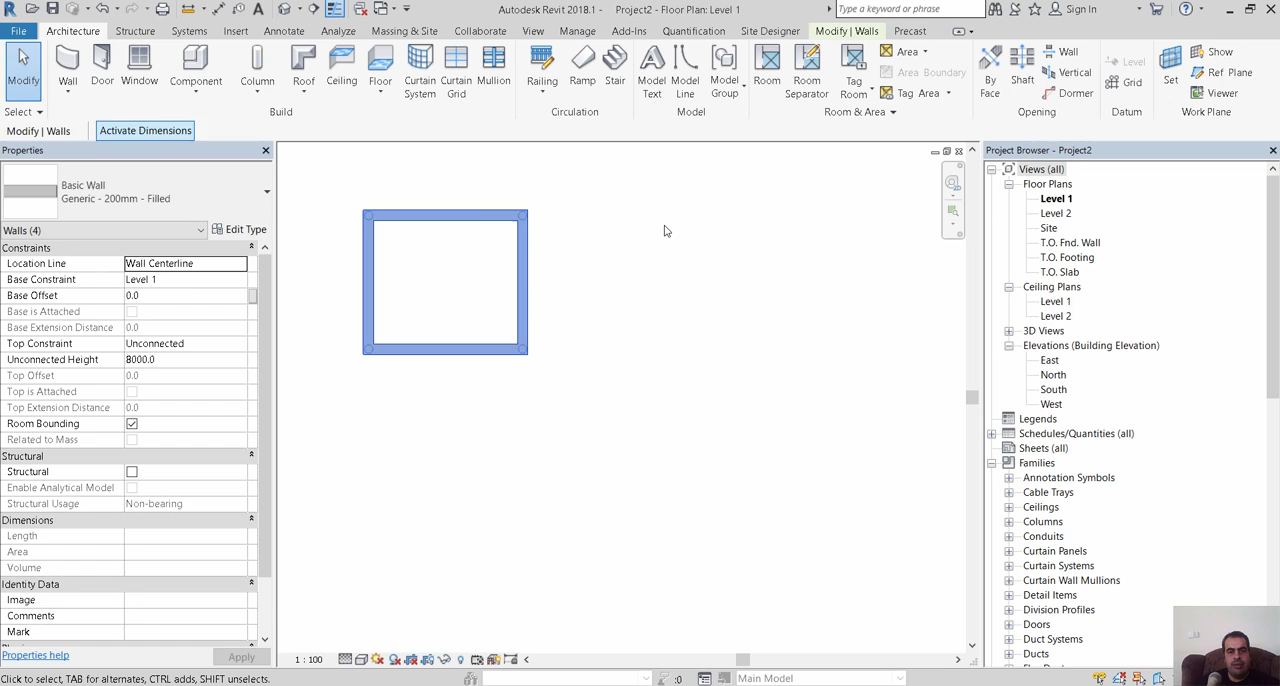 Autodesk Revit 2018.1 - Project2 - Floor Plan: Level 1
Type a keyword or phrase
Sign In
File Architecture Structure Systems Insert Annotate Analyze Massing & Site Collaborate View Manage Add-Ins Quantification Site Designer Modify | Walls Precast
Modify Wall Door Window Component Column Roof Ceiling Floor Curtain System Curtain Grid Mullion Railing Ramp Stair Model Text Model Line Model Group Room Room Separator Tag Room
Area
Area Boundary
Tag Area
By Face Shaft Wall Vertical Dormer
Level
Grid
Set Show Ref Plane Viewer
Select Build Circulation Model Room & Area Opening Datum Work Plane
Modify | Walls Activate Dimensions
Properties
Basic Wall
Generic - 200mm - Filled
Walls (4) Edit Type
Constraints
Location Line Wall Centerline
Base Constraint Level 1
Base Offset 0.0
Base is Attached
Base Extension Distance 0.0
Top Constraint Unconnected
Unconnected Height 8000.0
Top Offset 0.0
Top is Attached
Top Extension Distance 0.0
Room Bounding
Related to Mass
Structural
Structural
Enable Analytical Model
Structural Usage Non-bearing
Dimensions
Length
Area
Volume
Identity Data
Image
Comments
Mark
Properties help Apply
1 : 100
Click to select, TAB for alternates, CTRL adds, SHIFT unselects.
:0
Main Model
Project Browser - Project2
Views (all)
Floor Plans
Level 1
Level 2
Site
T.O. Fnd. Wall
T.O. Footing
T.O. Slab
Ceiling Plans
Level 1
Level 2
3D Views
Elevations (Building Elevation)
East
North
South
West
Legends
Schedules/Quantities (all)
Sheets (all)
Families
Annotation Symbols
Cable Trays
Ceilings
Columns
Conduits
Curtain Panels
Curtain Systems
Curtain Wall Mullions
Detail Items
Division Profiles
Doors
Duct Systems
Ducts